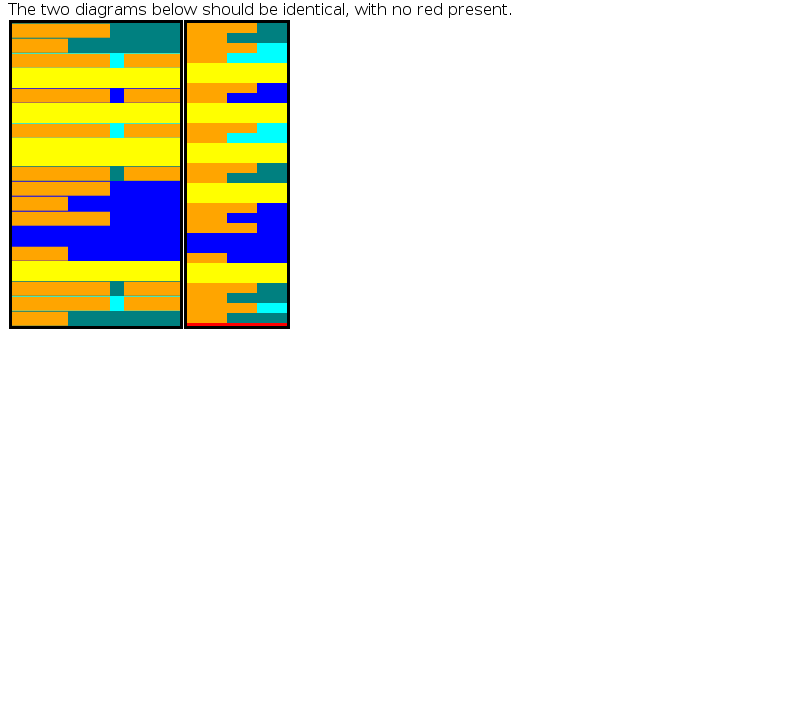 The two diagrams below should be identical, with no red present.